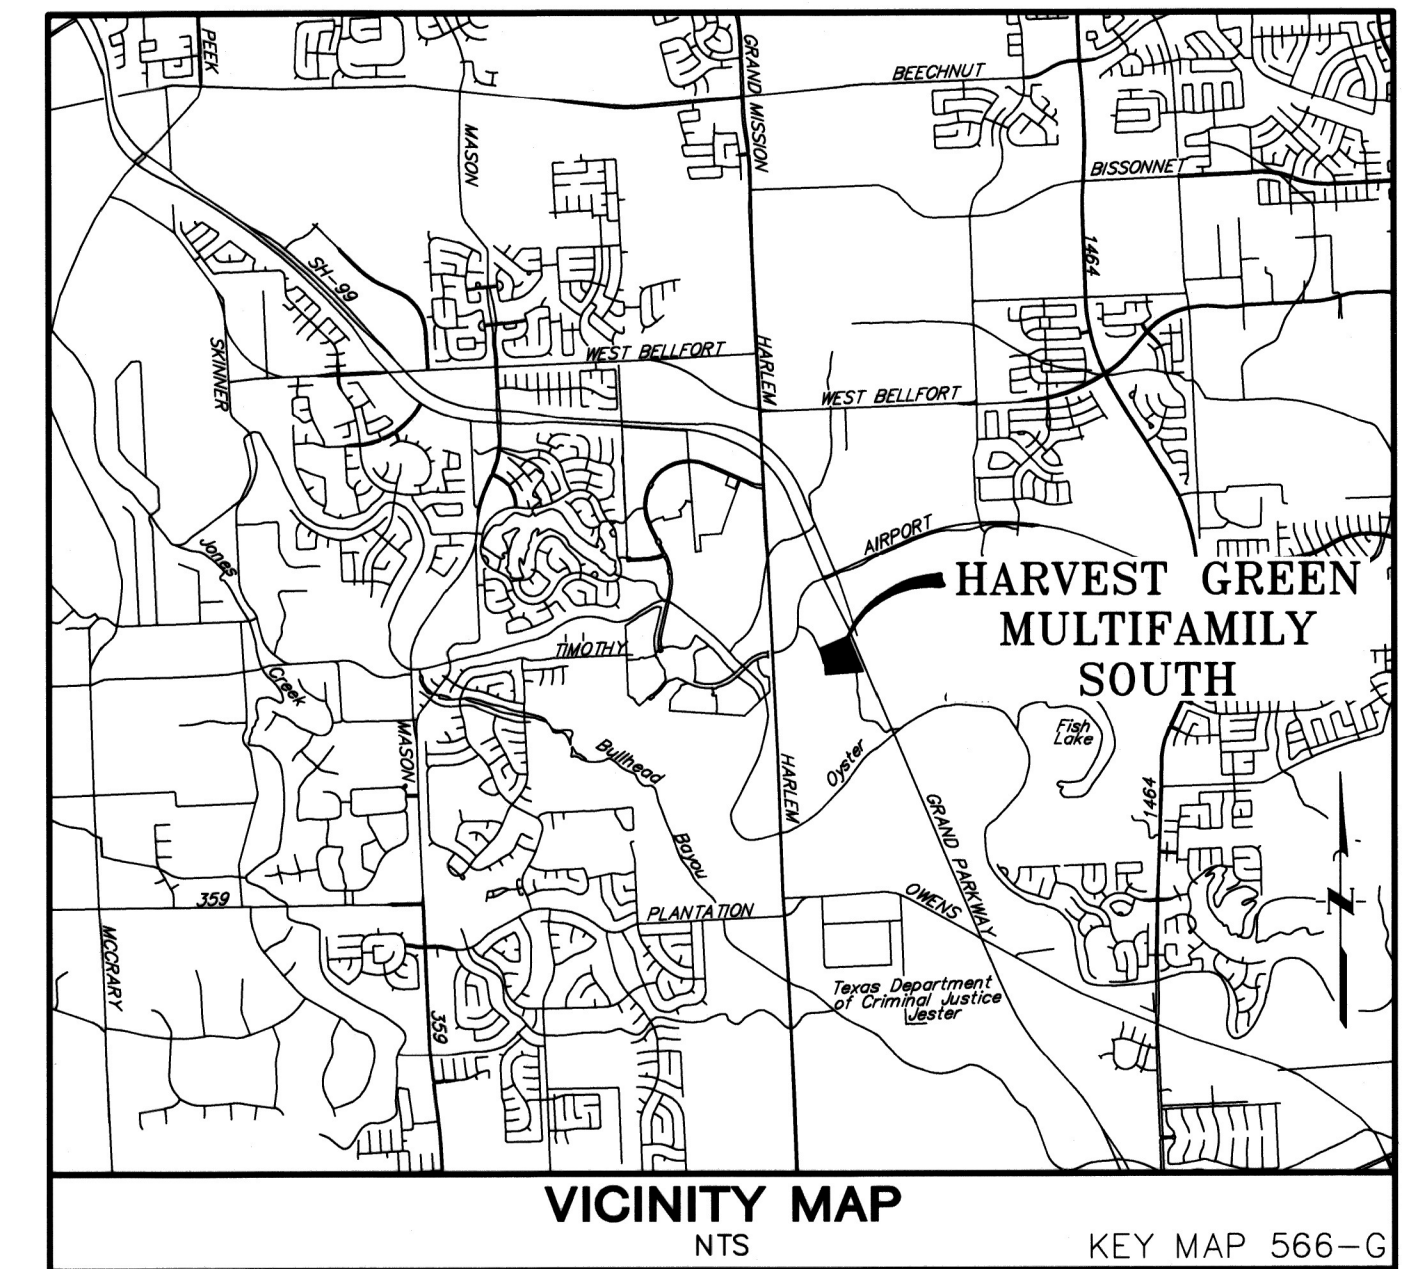 PEEK
GRAND MISSION
BEECHNUT
MASON
BISSONNET
1464
SH-99
SKINNER
WEST BELLFORT
HARLEM
WEST BELLFORT
AIRPORT
Jones
HARVEST GREEN
MULTIFAMILY
SOUTH
TIMOTHY
Creek
MASON
Bullhead
Oyster
Fish
Lake
HARLEM
GRAND PARKWAY
1464
Bayou
359
PLANTATION
OWENS
N
MCCRARY
Texas Department
of Criminal Justice
Jester
359
VICINITY MAP
NTS
KEY MAP 566-G